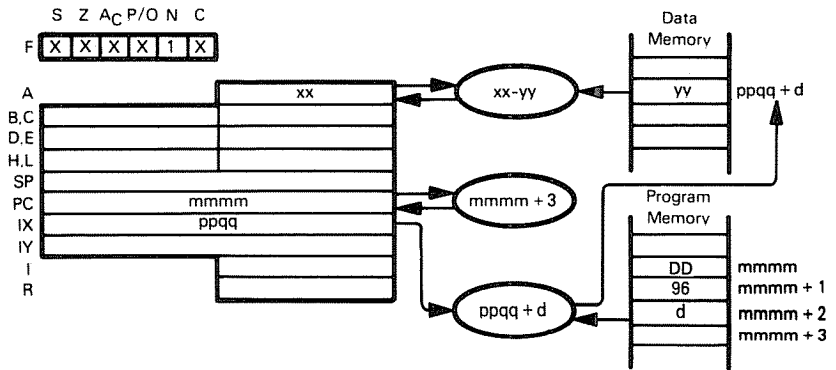 S Z AC P/O N C
F X X X X 1 X
Data
Memory
A xx
xx-yy
yy ppqq + d
B,C
D,E
H,L
SP
PC mmmm
mmmm + 3
Program
Memory
IX ppqq
IY
I
R
ppqq + d
DD mmmm
96 mmmm + 1
d mmmm + 2
mmmm + 3